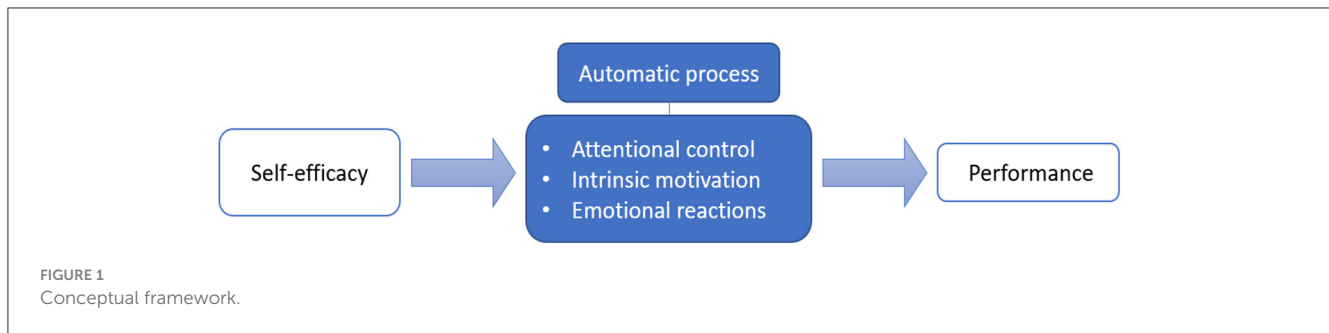 Automatic process
Self-efficacy
• Attentional control
• Intrinsic motivation
• Emotional reactions
Performance
FIGURE 1
Conceptual framework.